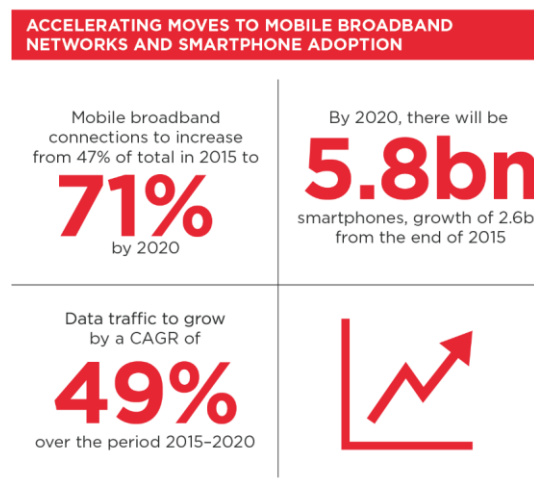 ACCELERATING MOVES TO MOBILE BROADBAND
NETWORKS AND SMARTPHONE ADOPTION
Mobile broadband
connections to increase
from 47% of total in 2015 to
71%
by 2020
By 2020, there will be
5.8bn
smartphones, growth of 2.6b
from the end of 2015
Data traffic to grow
by a CAGR of
49%
over the period 2015–2020